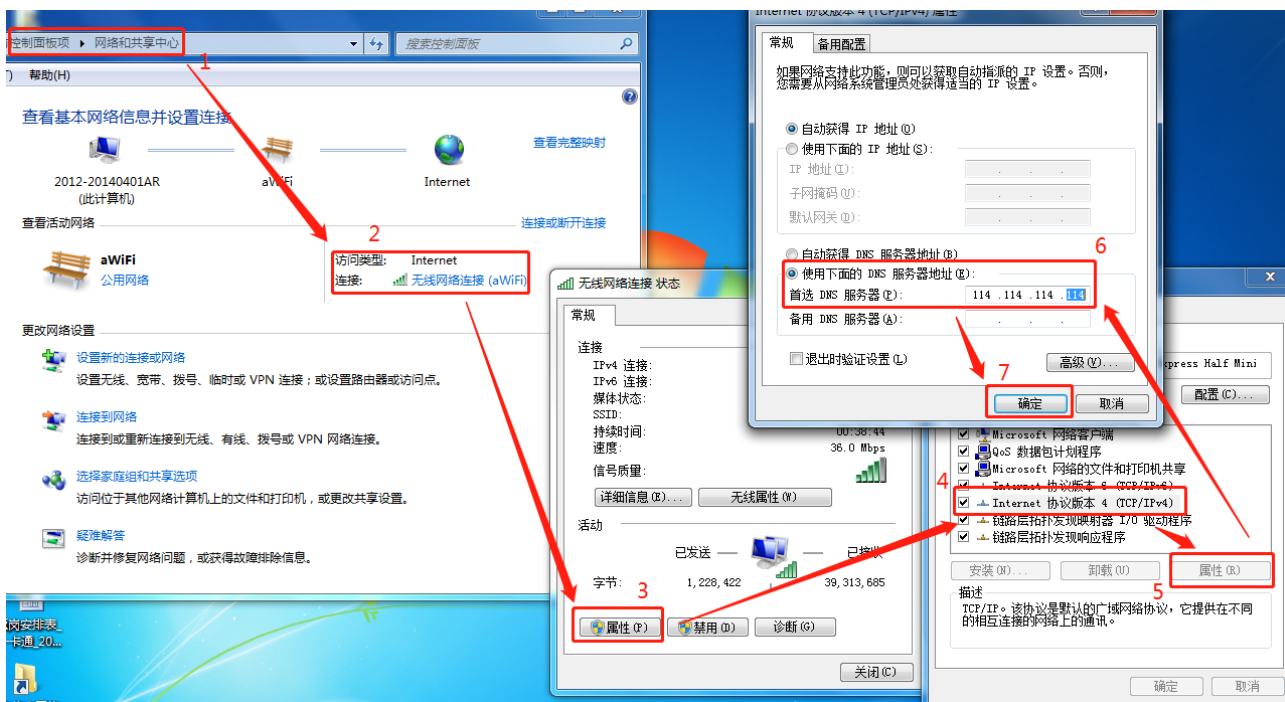 控制面板项 ▶ 网络和共享中心
搜索控制面板
1
帮助(H)
查看基本网络信息并设置连接
查看完整映射
2012-20140401AR
(此计算机)
aWiFi
Internet
查看活动网络
连接或断开连接
2
aWiFi
公用网络
访问类型: Internet
连接: 无线网络连接 (aWiFi)
更改网络设置
设置新的连接或网络
设置无线、宽带、拨号、临时或 VPN 连接；或设置路由器或访问点。
连接到网络
连接到或重新连接到无线、有线、拨号或 VPN 网络连接。
选择家庭组和共享选项
访问位于其他网络计算机上的文件和打印机，或更改共享设置。
疑难解答
诊断并修复网络问题，或获得故障排除信息。
无线网络连接 状态
常规
连接
IPv4 连接:
IPv6 连接:
媒体状态:
SSID:
持续时间: 00:38:44
速度: 36.0 Mbps
信号质量:
详细信息(E)... 无线属性(W)
活动
已发送 — — 已接收
字节: 1,228,422 39,313,685
3
属性(P) 禁用(D) 诊断(G)
关闭(C)
Internet 协议版本 4 (TCP/IPv4) 属性
常规 备用配置
如果网络支持此功能，则可以获取自动指派的 IP 设置。否则，
您需要从网络系统管理员处获得适当的 IP 设置。
自动获得 IP 地址(O)
使用下面的 IP 地址(S):
IP 地址(I):
子网掩码(U):
默认网关(D):
自动获得 DNS 服务器地址(B)
6
使用下面的 DNS 服务器地址(E):
首选 DNS 服务器(P): 114 .114 .114 .114
备用 DNS 服务器(A):
退出时验证设置(L)
高级(V)...
7
确定 取消
xpress Half Mini
配置(C)...
Microsoft 网络客户端
QoS 数据包计划程序
Microsoft 网络的文件和打印机共享
4
Internet 协议版本 6 (TCP/IPv6)
Internet 协议版本 4 (TCP/IPv4)
链路层拓扑发现映射器 I/O 驱动程序
链路层拓扑发现响应程序
安装(N)... 卸载(U) 属性(R)
5
描述
TCP/IP。该协议是默认的广域网络协议，它提供在不同
的相互连接的网络上的通讯。
确定 取消
岗安排表_
卡通_20...